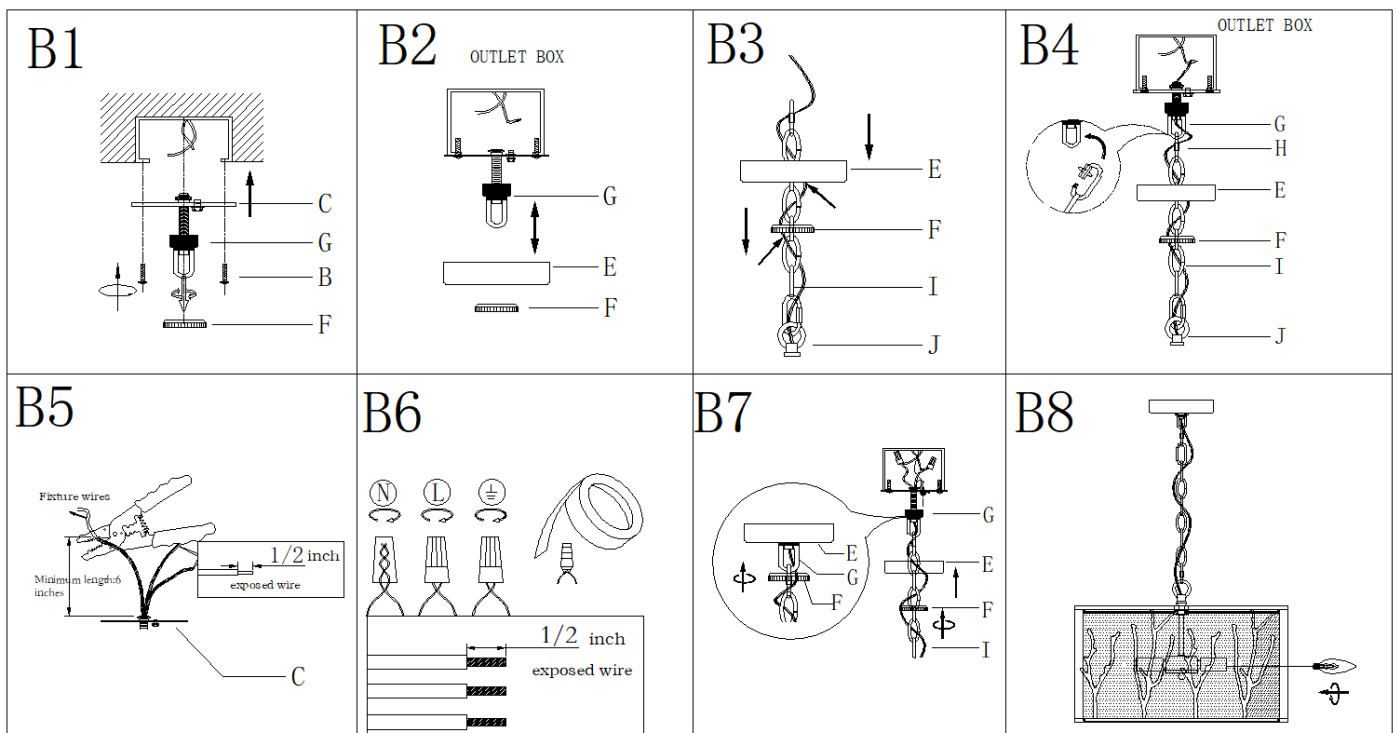 B1
C
G
B
F
B2
OUTLET BOX
G
E
F
B3
E
F
I
J
B4
OUTLET BOX
G
H
E
F
I
J
B5
Fixture wires
1/2 inch
exposed wire
Minimum length:6
inches
C
B6
N
L
1/2 inch
exposed wire
B7
G
E
G
F
E
F
I
B8